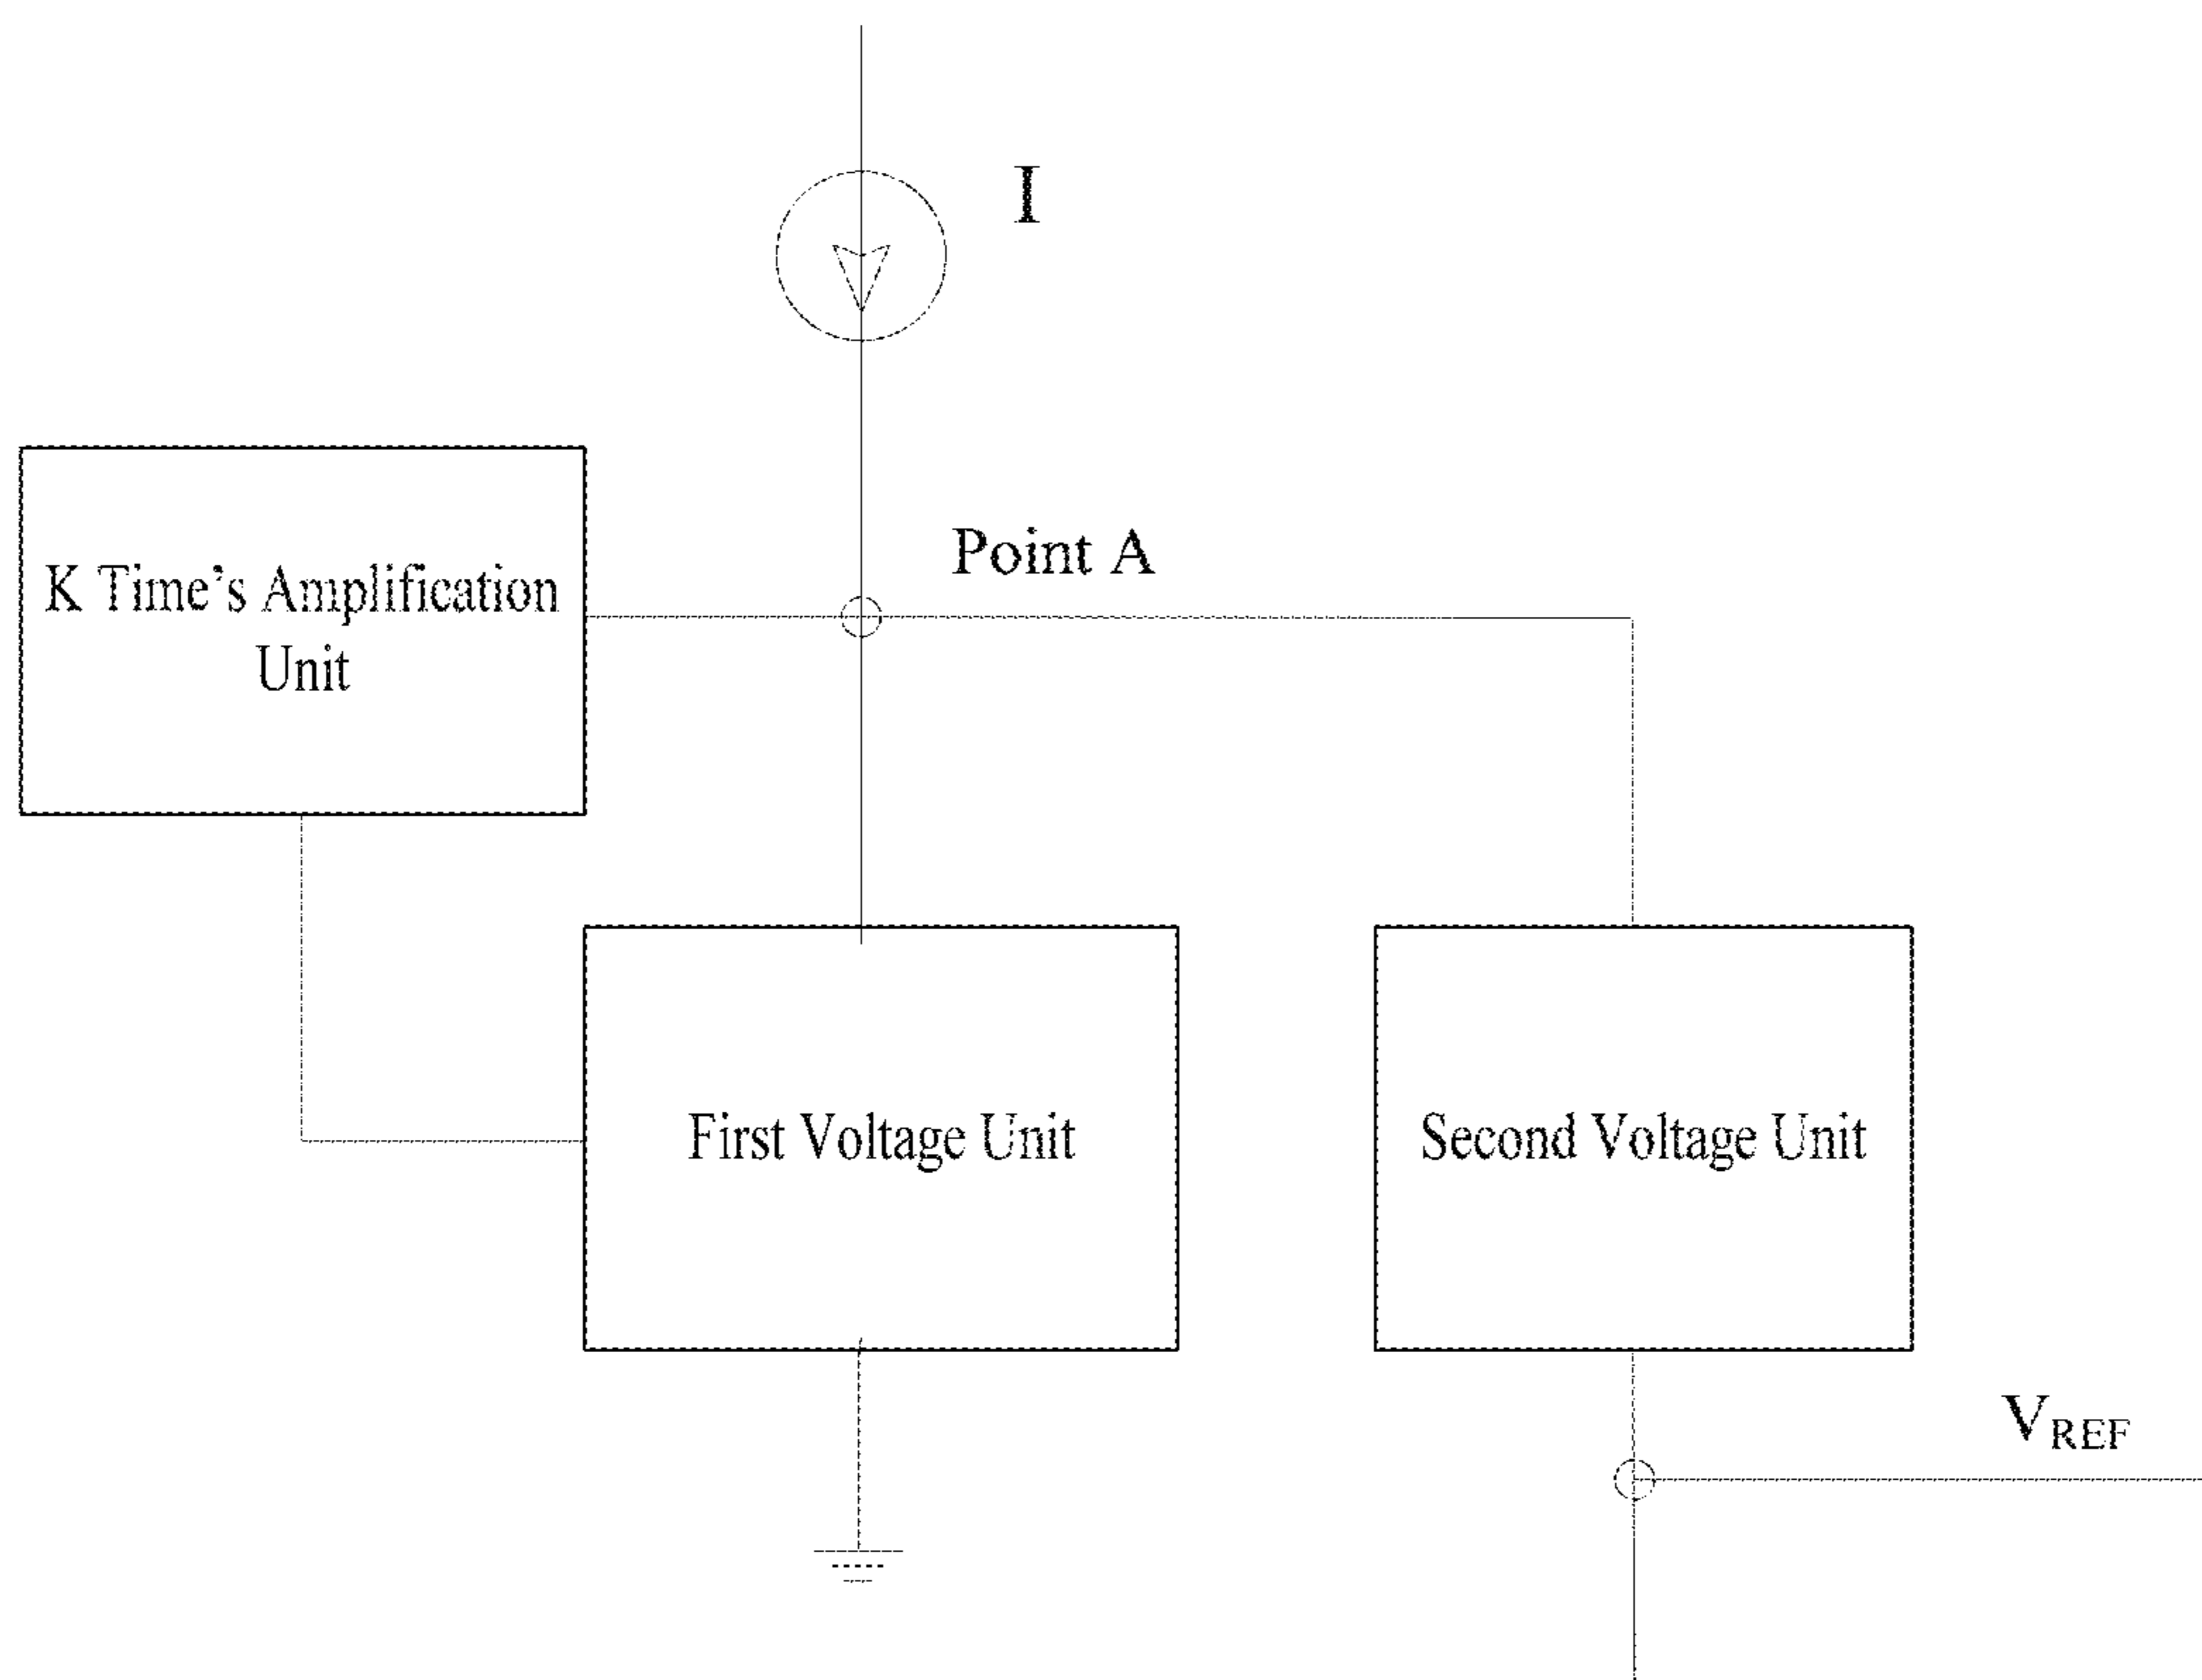 I
Point A
K Time’s Amplification
Unit
First Voltage Unit
Second Voltage Unit
VREF